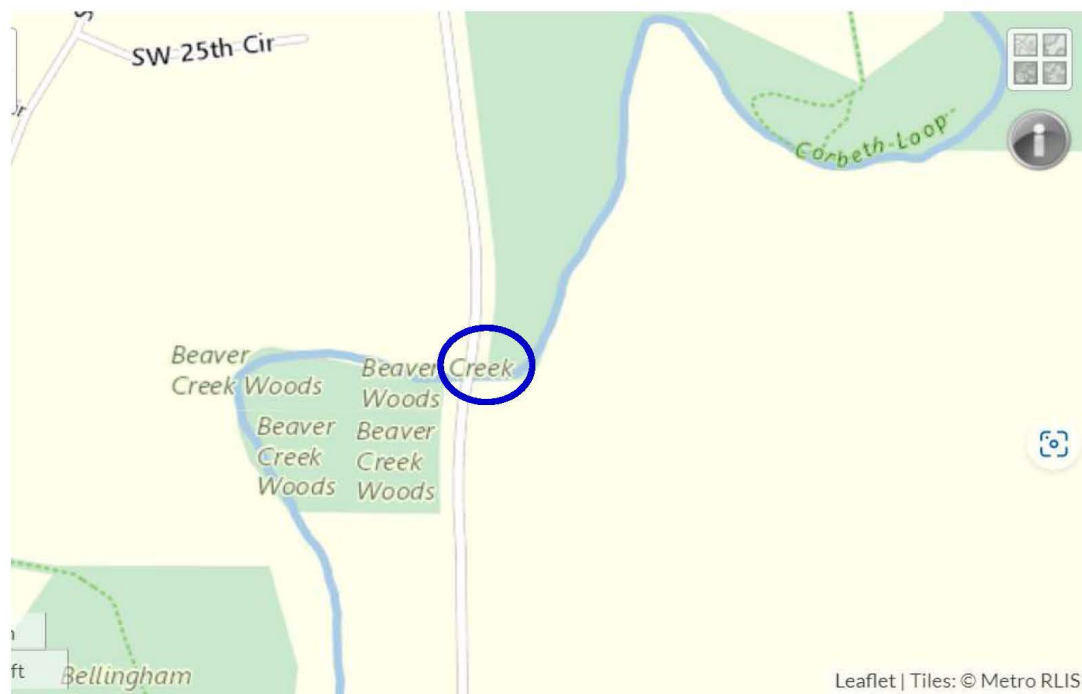 SW 25th Cir
Corbeth Loop
Beaver
Creek Woods
Beaver Creek
Woods
Beaver
Creek
Woods
Beaver
Creek
Woods
ft
Bellingham
i
Leaflet | Tiles: © Metro RLIS